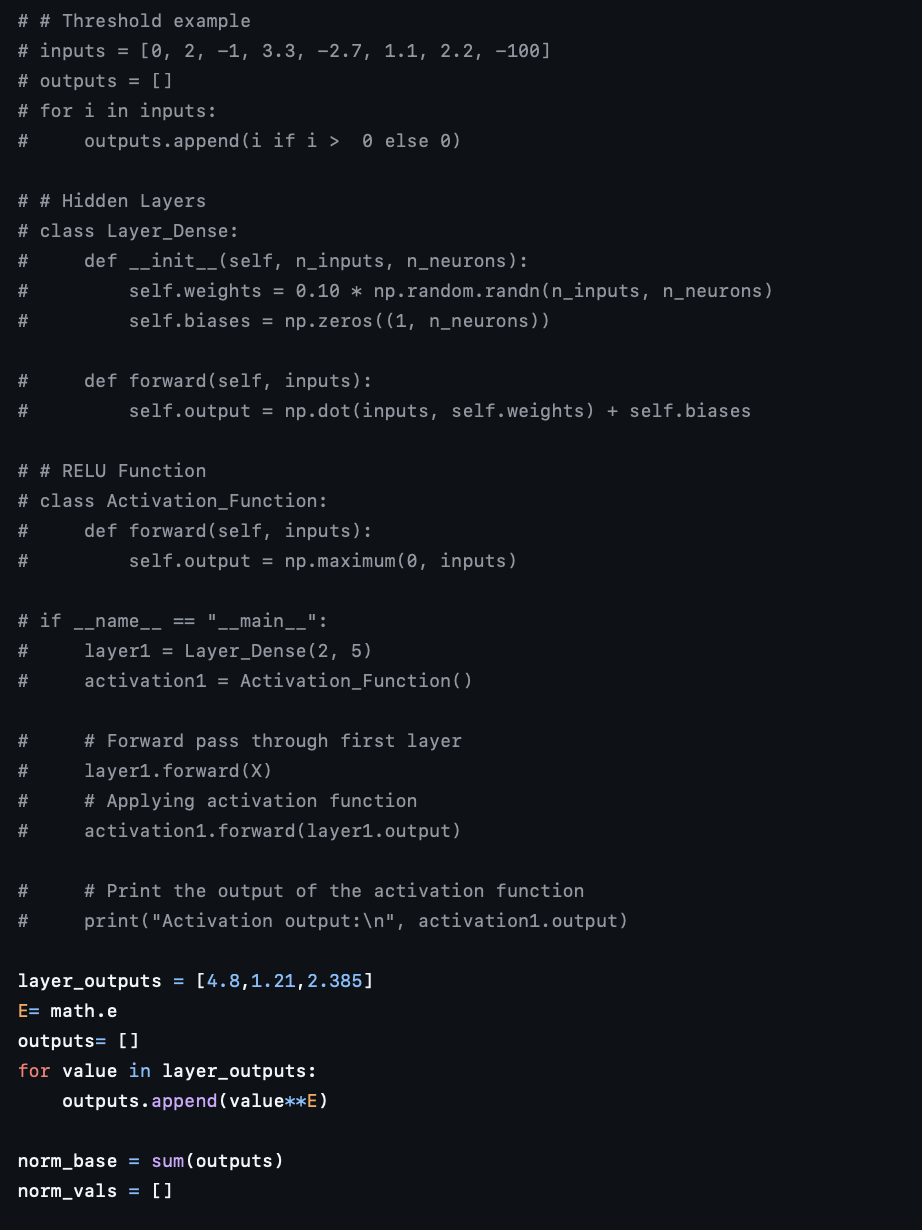 # # Threshold example
# inputs = [0, 2, -1, 3.3, -2.7, 1.1, 2.2, -100]
# outputs = []
# for i in inputs:
#     outputs.append(i if i >  0 else 0)

# # Hidden Layers
# class Layer_Dense:
#     def __init__(self, n_inputs, n_neurons):
#         self.weights = 0.10 * np.random.randn(n_inputs, n_neurons)
#         self.biases = np.zeros((1, n_neurons))

#     def forward(self, inputs):
#         self.output = np.dot(inputs, self.weights) + self.biases

# # RELU Function
# class Activation_Function:
#     def forward(self, inputs):
#         self.output = np.maximum(0, inputs)

# if __name__ == "__main__":
#     layer1 = Layer_Dense(2, 5)
#     activation1 = Activation_Function()

#     # Forward pass through first layer
#     layer1.forward(X)
#     # Applying activation function
#     activation1.forward(layer1.output)

#     # Print the output of the activation function
#     print("Activation output:\n", activation1.output)

layer_outputs = [4.8,1.21,2.385]
E= math.e
outputs= []
for value in layer_outputs:
    outputs.append(value**E)

norm_base = sum(outputs)
norm_vals = []